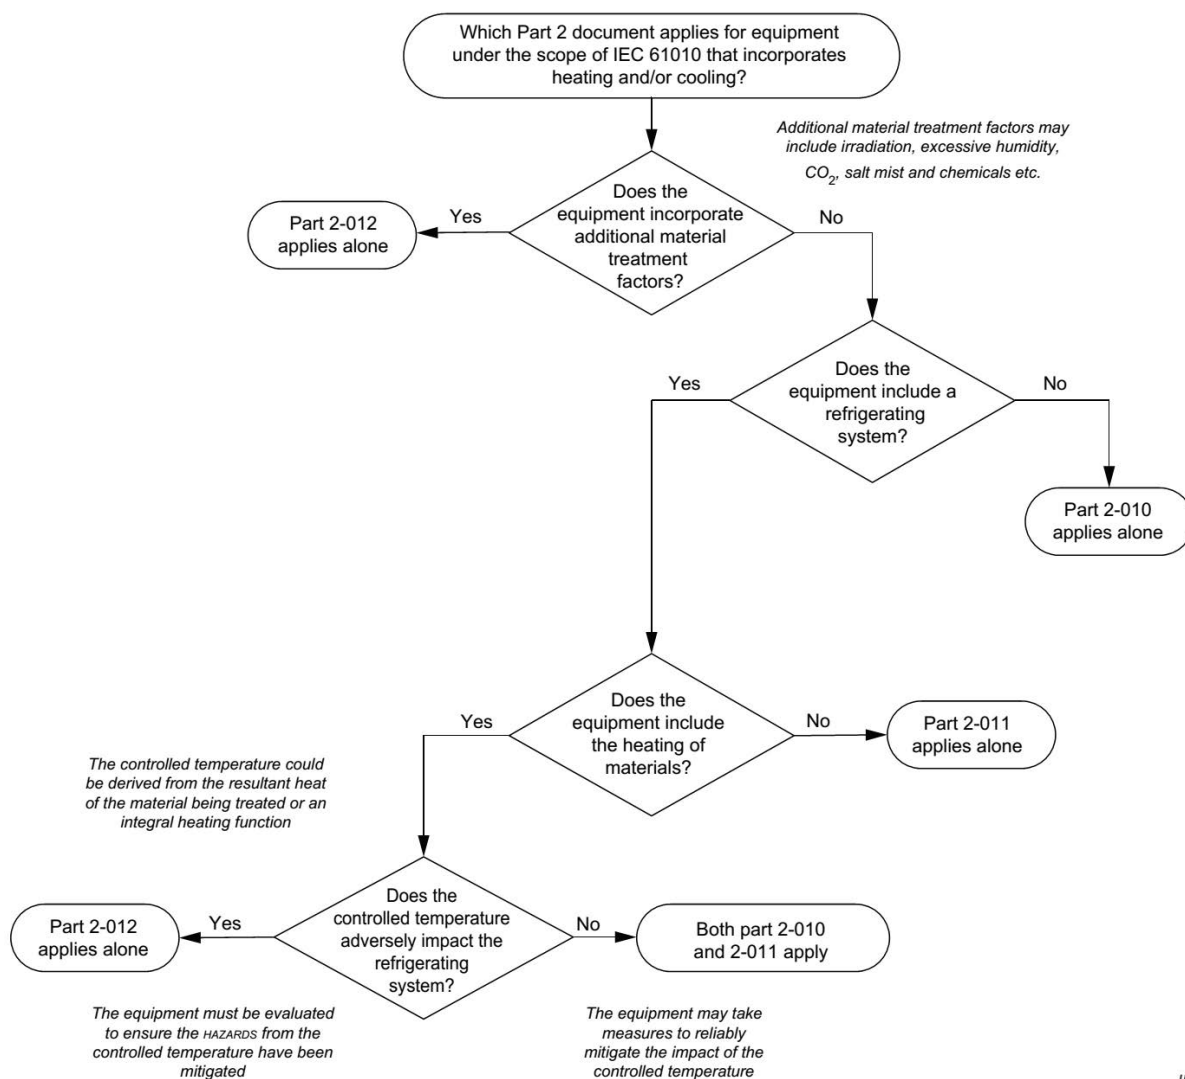 Which Part 2 document applies for equipment
under the scope of IEC 61010 that incorporates
heating and/or cooling?
Additional material treatment factors may
include irradiation, excessive humidity,
CO2, salt mist and chemicals etc.
Does the
equipment incorporate
additional material
treatment
factors?
Yes
No
Part 2-012
applies alone
Does the
equipment include a
refrigerating
system?
Yes
No
Part 2-010
applies alone
Does the
equipment include
the heating of
materials?
Yes
No
Part 2-011
applies alone
The controlled temperature could
be derived from the resultant heat
of the material being treated or an
integral heating function
Does the
controlled temperature
adversely impact the
refrigerating
system?
Yes
No
Part 2-012
applies alone
Both part 2-010
and 2-011 apply
The equipment must be evaluated
to ensure the HAZARDS from the
controlled temperature have been
mitigated
The equipment may take
measures to reliably
mitigate the impact of the
controlled temperature